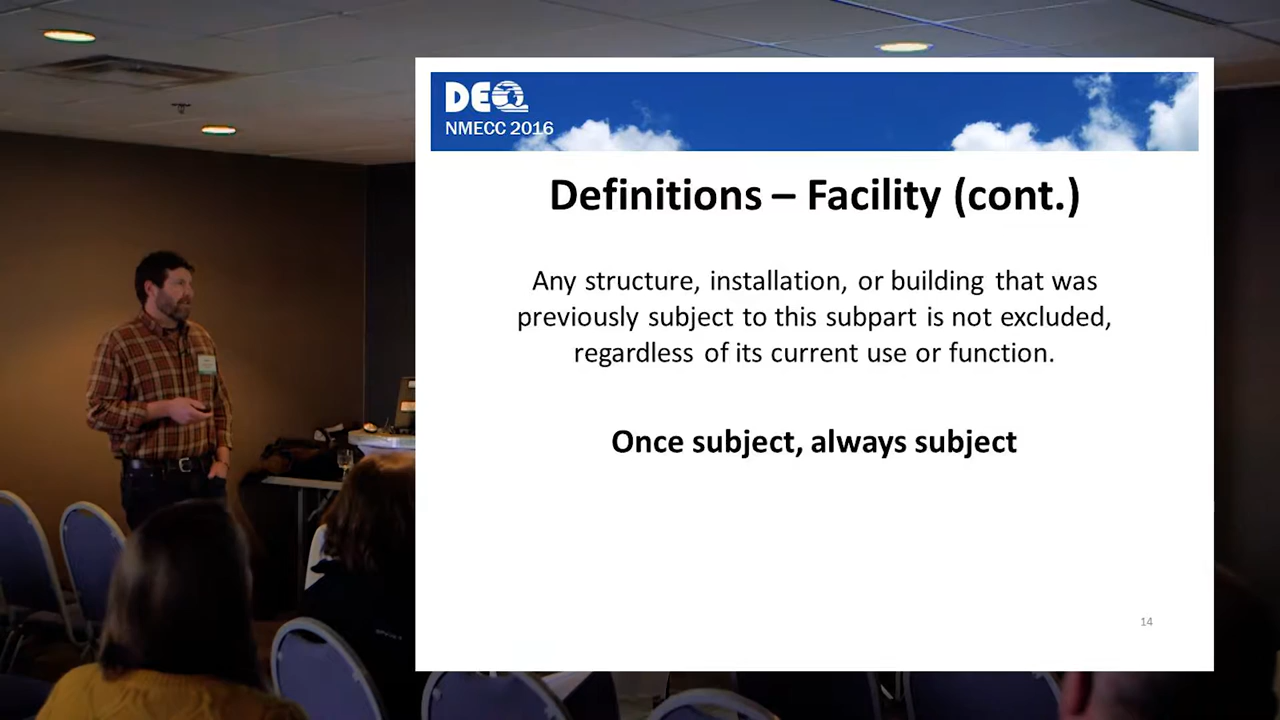 DEQ
NMECC 2016
Definitions – Facility (cont.)
Any structure, installation, or building that was
previously subject to this subpart is not excluded,
regardless of its current use or function.
Once subject, always subject
14